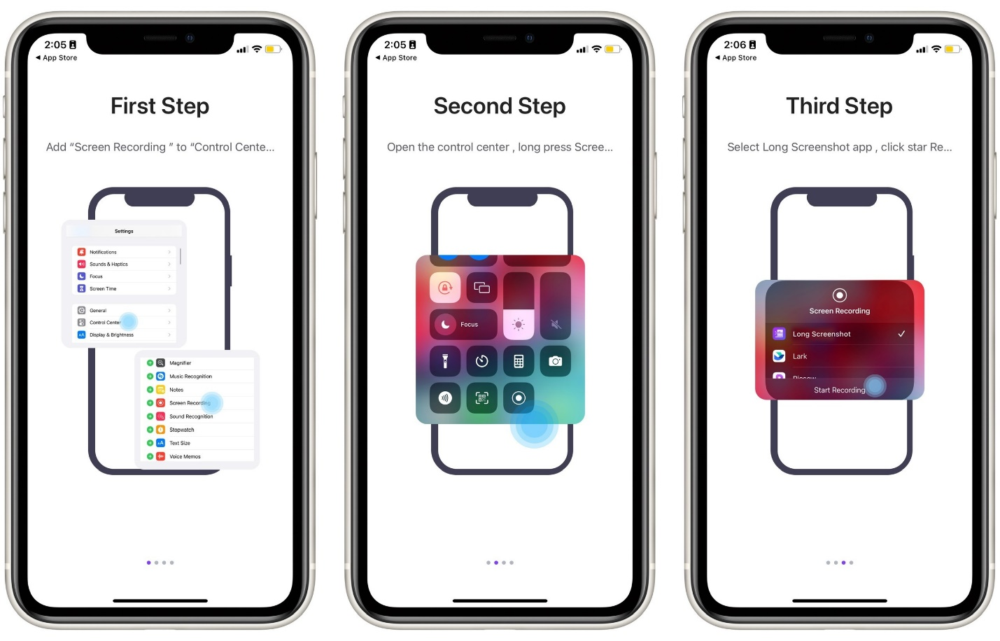 2:05
◀ App Store
First Step
Add “Screen Recording ” to “Control Cente...
Settings
Notifications
Sounds & Haptics
Focus
Screen Time
General
Control Center
Display & Brightness
Magnifier
Music Recognition
Notes
Screen Recording
Sound Recognition
Stopwatch
Text Size
Voice Memos
2:05
◀ App Store
Second Step
Open the control center , long press Scree...
Focus
2:06
◀ App Store
Third Step
Select Long Screenshot app , click star Re...
Screen Recording
Long Screenshot
Lark
Start Recording